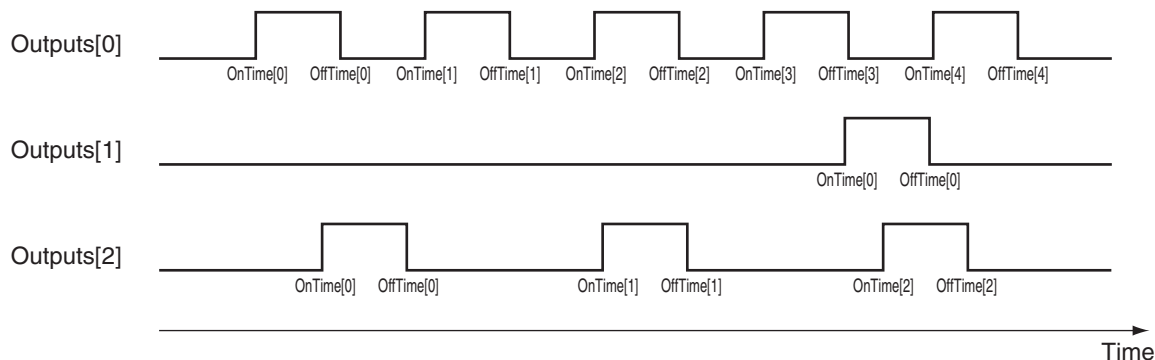 Outputs[0]
OnTime[0] OffTime[0] OnTime[1] OffTime[1] OnTime[2] OffTime[2] OnTime[3] OffTime[3] OnTime[4] OffTime[4]
Outputs[1]
OnTime[0] OffTime[0]
Outputs[2]
OnTime[0] OffTime[0] OnTime[1] OffTime[1] OnTime[2] OffTime[2]
Time